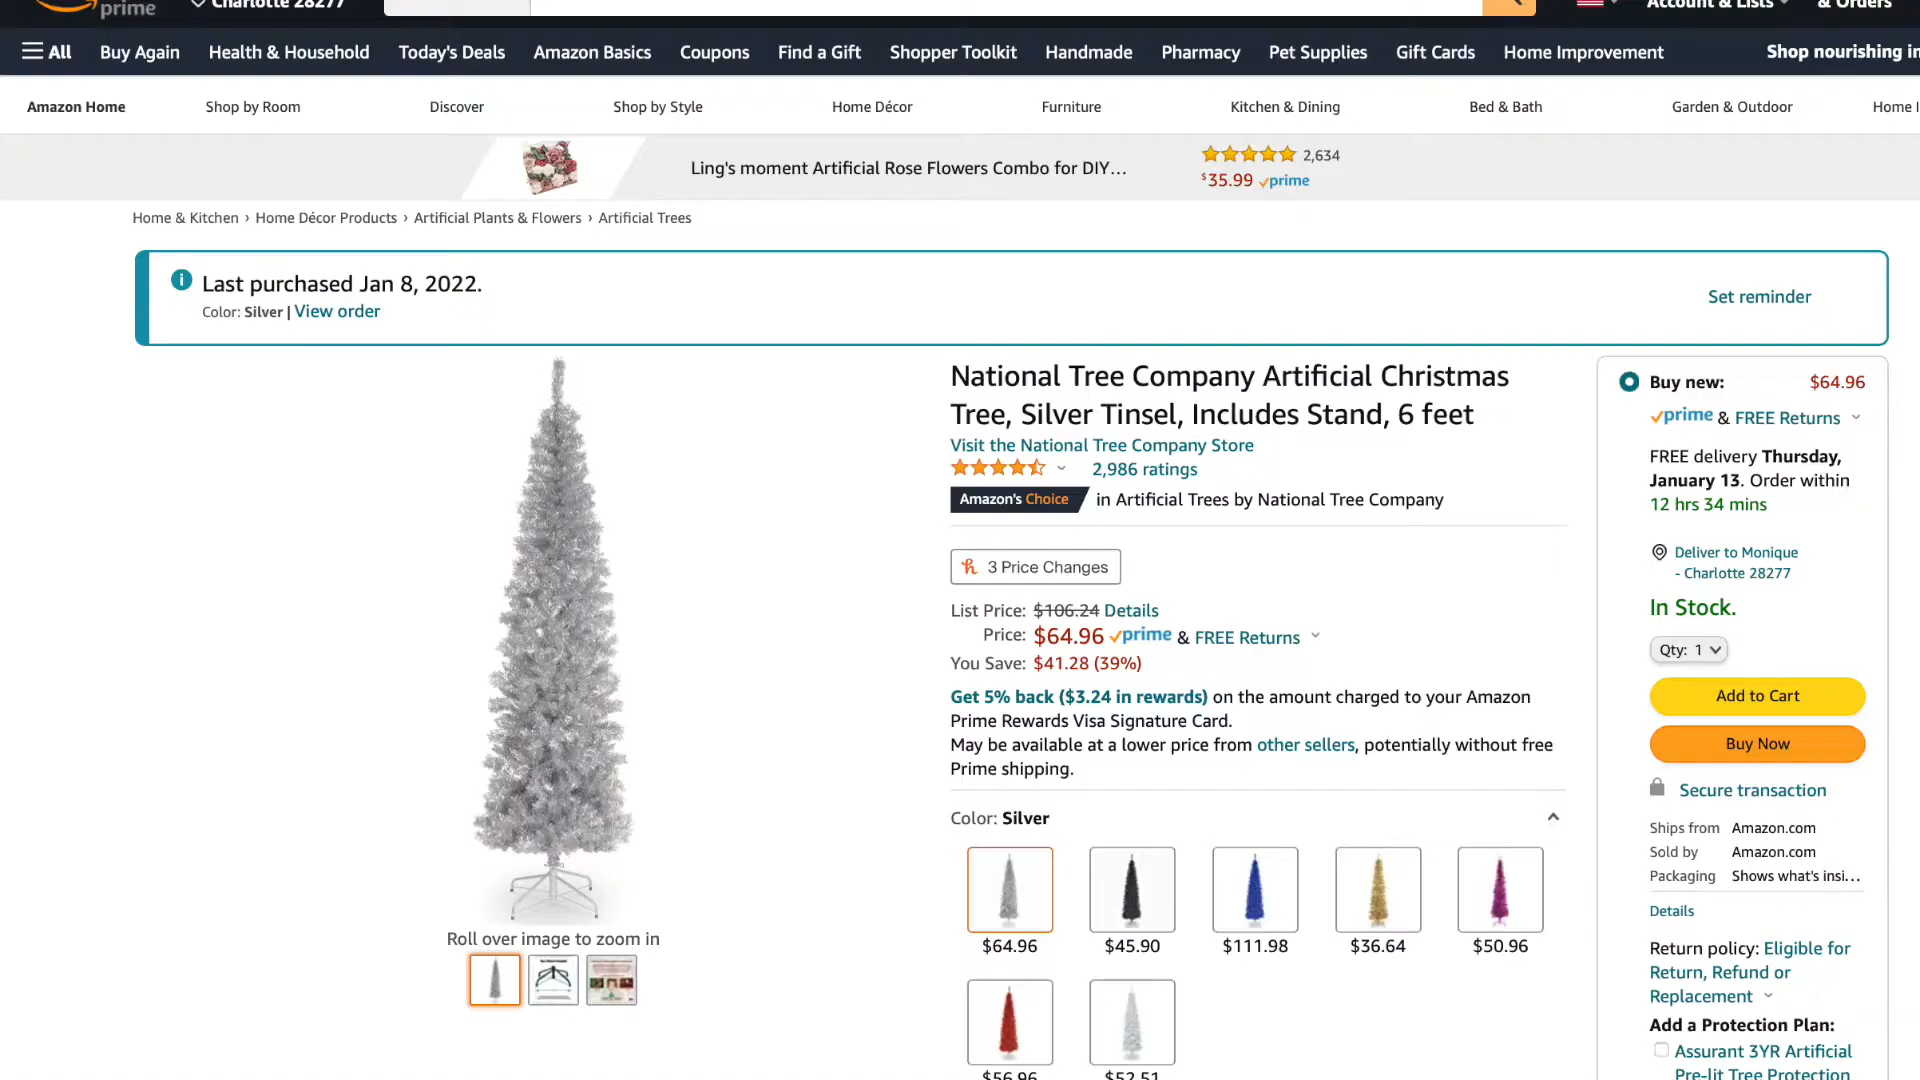 prime
Charlotte 28277
Account & Lists
& Orders
All
Buy Again
Health & Household
Today's Deals
Amazon Basics
Coupons
Find a Gift
Shopper Toolkit
Handmade
Pharmacy
Pet Supplies
Gift Cards
Home Improvement
Shop nourishing in
Amazon Home
Shop by Room
Discover
Shop by Style
Home Décor
Furniture
Kitchen & Dining
Bed & Bath
Garden & Outdoor
Home I
Ling's moment Artificial Rose Flowers Combo for DIY…
2,634
$35.99 prime
Home & Kitchen › Home Décor Products › Artificial Plants & Flowers › Artificial Trees
Last purchased Jan 8, 2022.
Color: Silver | View order
Set reminder
Roll over image to zoom in
National Tree Company Artificial Christmas
Tree, Silver Tinsel, Includes Stand, 6 feet
Visit the National Tree Company Store
2,986 ratings
Amazon's Choice in Artificial Trees by National Tree Company
3 Price Changes
List Price: $106.24 Details
Price: $64.96 prime & FREE Returns
You Save: $41.28 (39%)
Get 5% back ($3.24 in rewards) on the amount charged to your Amazon
Prime Rewards Visa Signature Card.
May be available at a lower price from other sellers, potentially without free
Prime shipping.
Color: Silver
$64.96
$45.90
$111.98
$36.64
$50.96
$56.96
$52.51
Buy new: $64.96
prime & FREE Returns
FREE delivery Thursday,
January 13. Order within
12 hrs 34 mins
Deliver to Monique
- Charlotte 28277
In Stock.
Qty: 1
Add to Cart
Buy Now
Secure transaction
Ships from Amazon.com
Sold by Amazon.com
Packaging Shows what's insi…
Details
Return policy: Eligible for
Return, Refund or
Replacement
Add a Protection Plan:
Assurant 3YR Artificial
Pre-lit Tree Protection